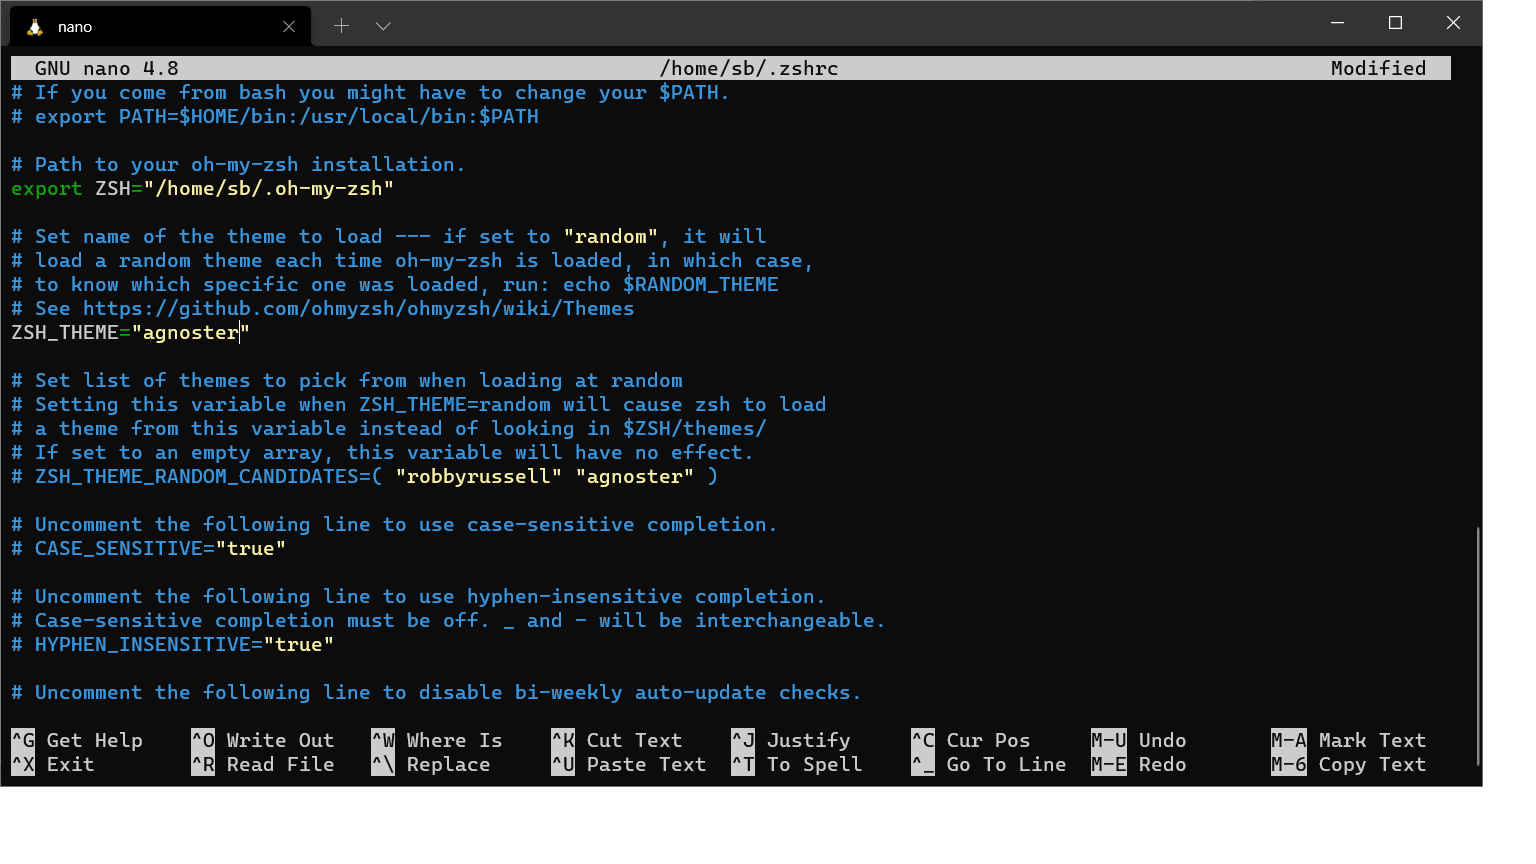 nano
GNU nano 4.8 /home/sb/.zshrc Modified
# If you come from bash you might have to change your $PATH.
# export PATH=$HOME/bin:/usr/local/bin:$PATH
# Path to your oh-my-zsh installation.
export ZSH="/home/sb/.oh-my-zsh"
# Set name of the theme to load --- if set to "random", it will
# load a random theme each time oh-my-zsh is loaded, in which case,
# to know which specific one was loaded, run: echo $RANDOM_THEME
# See https://github.com/ohmyzsh/ohmyzsh/wiki/Themes
ZSH_THEME="agnoster"
# Set list of themes to pick from when loading at random
# Setting this variable when ZSH_THEME=random will cause zsh to load
# a theme from this variable instead of looking in $ZSH/themes/
# If set to an empty array, this variable will have no effect.
# ZSH_THEME_RANDOM_CANDIDATES=( "robbyrussell" "agnoster" )
# Uncomment the following line to use case-sensitive completion.
# CASE_SENSITIVE="true"
# Uncomment the following line to use hyphen-insensitive completion.
# Case-sensitive completion must be off. _ and - will be interchangeable.
# HYPHEN_INSENSITIVE="true"
# Uncomment the following line to disable bi-weekly auto-update checks.
^G Get Help ^O Write Out ^W Where Is ^K Cut Text ^J Justify ^C Cur Pos M-U Undo M-A Mark Text
^X Exit ^R Read File ^\ Replace ^U Paste Text ^T To Spell ^_ Go To Line M-E Redo M-6 Copy Text